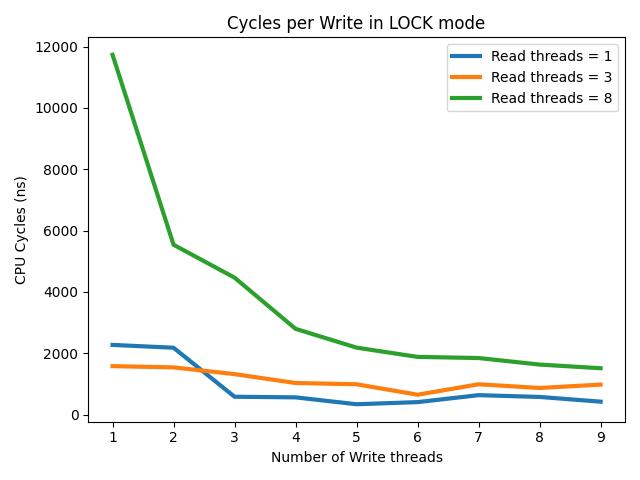 Cycles per Write in LOCK mode
Read threads = 1
Read threads = 3
Read threads = 8
CPU Cycles (ns)
12000
10000
8000
6000
4000
2000
0
1 2 3 4 5 6 7 8 9
Number of Write threads